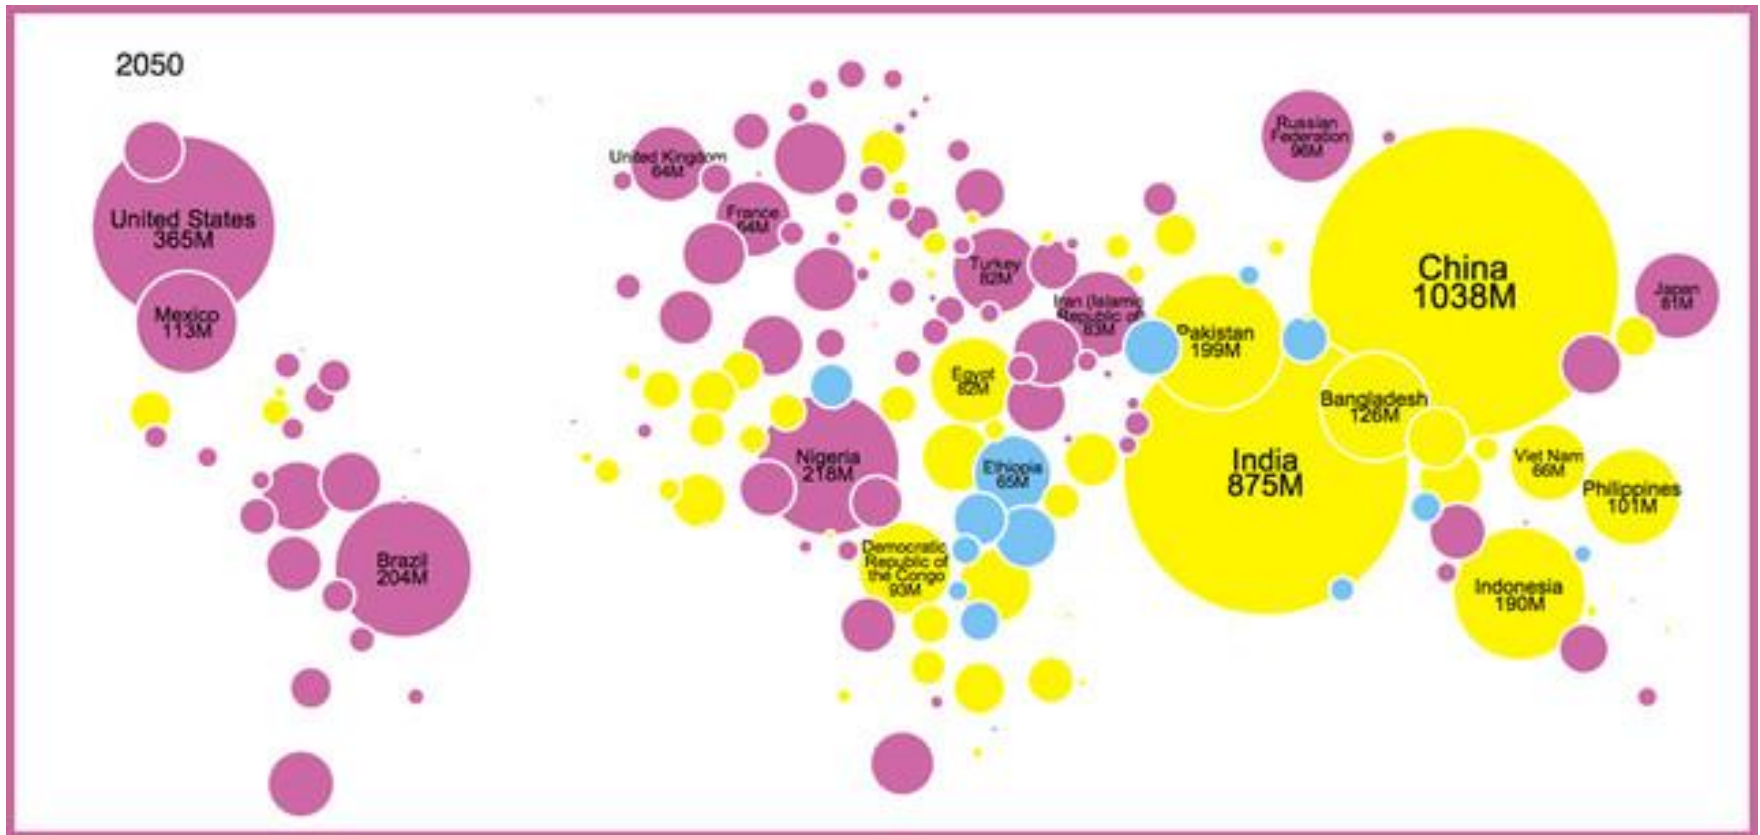 2050
United States
365M
Mexico
113M
Brazil
204M
United Kingdom
64M
France
64M
Turkey
82M
Iran (Islamic
Republic of
83M
Egypt
82M
Nigeria
218M
Ethiopia
65M
Democratic
Republic of
the Congo
93M
Russian
Federation
96M
China
1038M
Japan
81M
Pakistan
199M
Bangladesh
126M
India
875M
Viet Nam
66M
Philippines
101M
Indonesia
190M